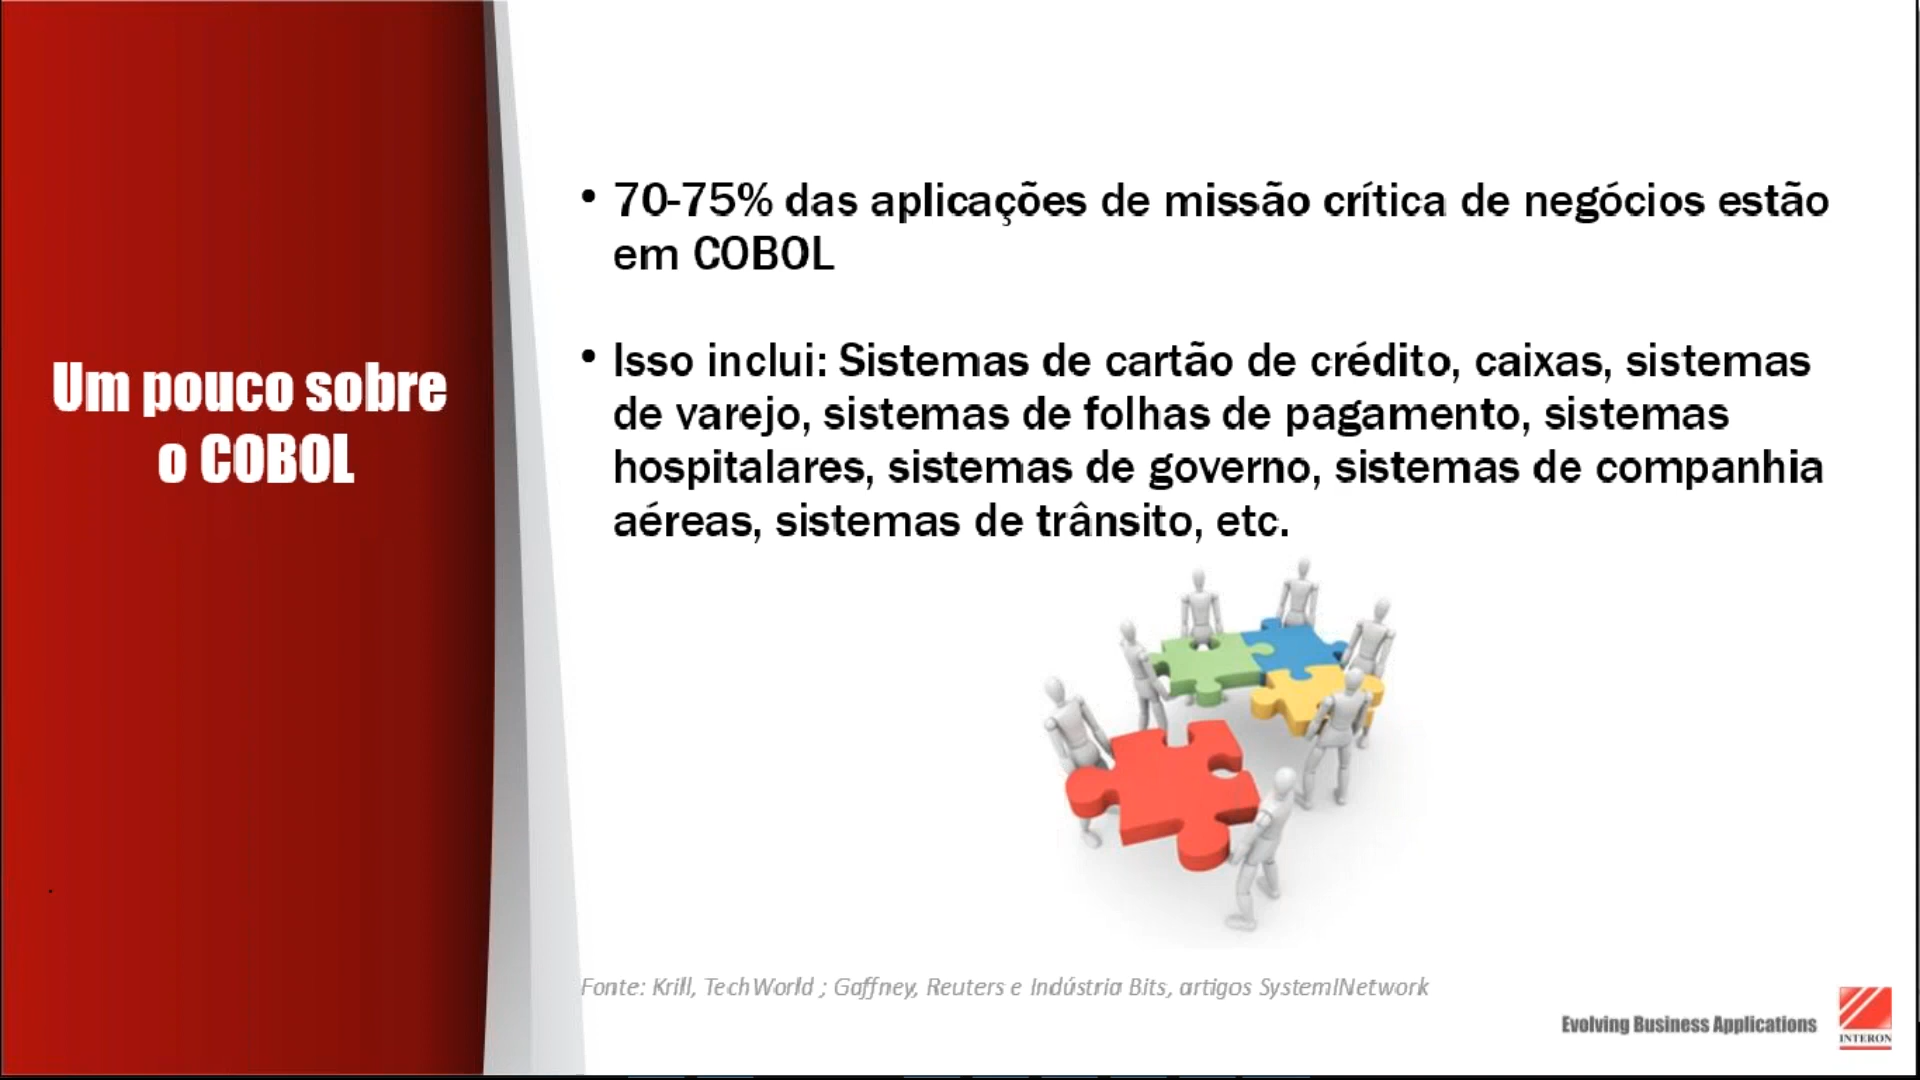 Um pouco sobre
o COBOL
• 70-75% das aplicações de missão crítica de negócios estão
em COBOL
• Isso inclui: Sistemas de cartão de crédito, caixas, sistemas
de varejo, sistemas de folhas de pagamento, sistemas
hospitalares, sistemas de governo, sistemas de companhia
aéreas, sistemas de trânsito, etc.
Fonte: Krill, TechWorld ; Gaffney, Reuters e Indústria Bits, artigos SystemINetwork
Evolving Business Applications
INTERON